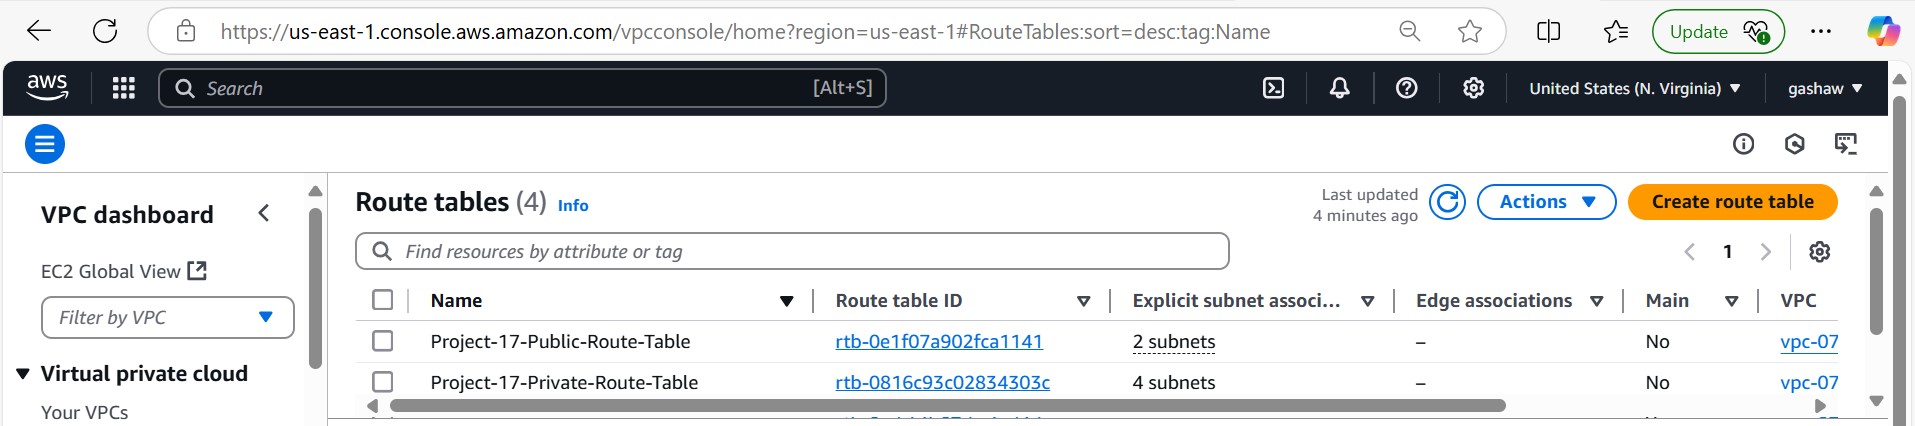 https://us-east-1.console.aws.amazon.com/vpcconsole/home?region=us-east-1#RouteTables:sort=desc:tag:Name
Update
aws
Search
[Alt+S]
United States (N. Virginia)
gashaw
VPC dashboard
EC2 Global View
Filter by VPC
Virtual private cloud
Your VPCs
Route tables (4) Info
Last updated
4 minutes ago
Actions
Create route table
Find resources by attribute or tag
1
Name Route table ID Explicit subnet associ... Edge associations Main VPC
Project-17-Public-Route-Table rtb-0e1f07a902fca1141 2 subnets – No vpc-07
Project-17-Private-Route-Table rtb-0816c93c02834303c 4 subnets – No vpc-07